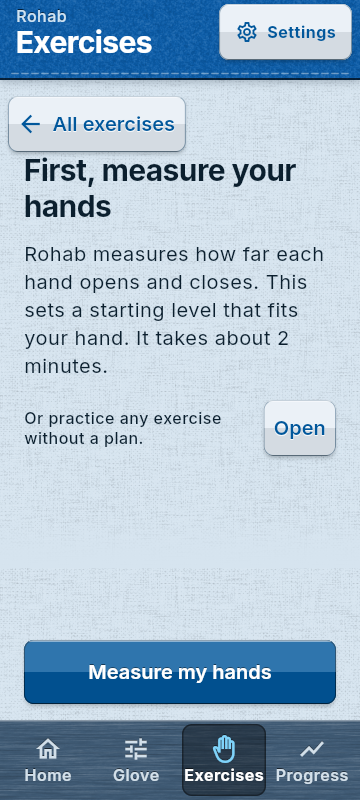 Rohab
Exercises
Settings
All exercises
First, measure your
hands
Rohab measures how far each
hand opens and closes. This
sets a starting level that fits
your hand. It takes about 2
minutes.
Or practice any exercise
without a plan.
Open
Measure my hands
Home
Glove
Exercises
Progress